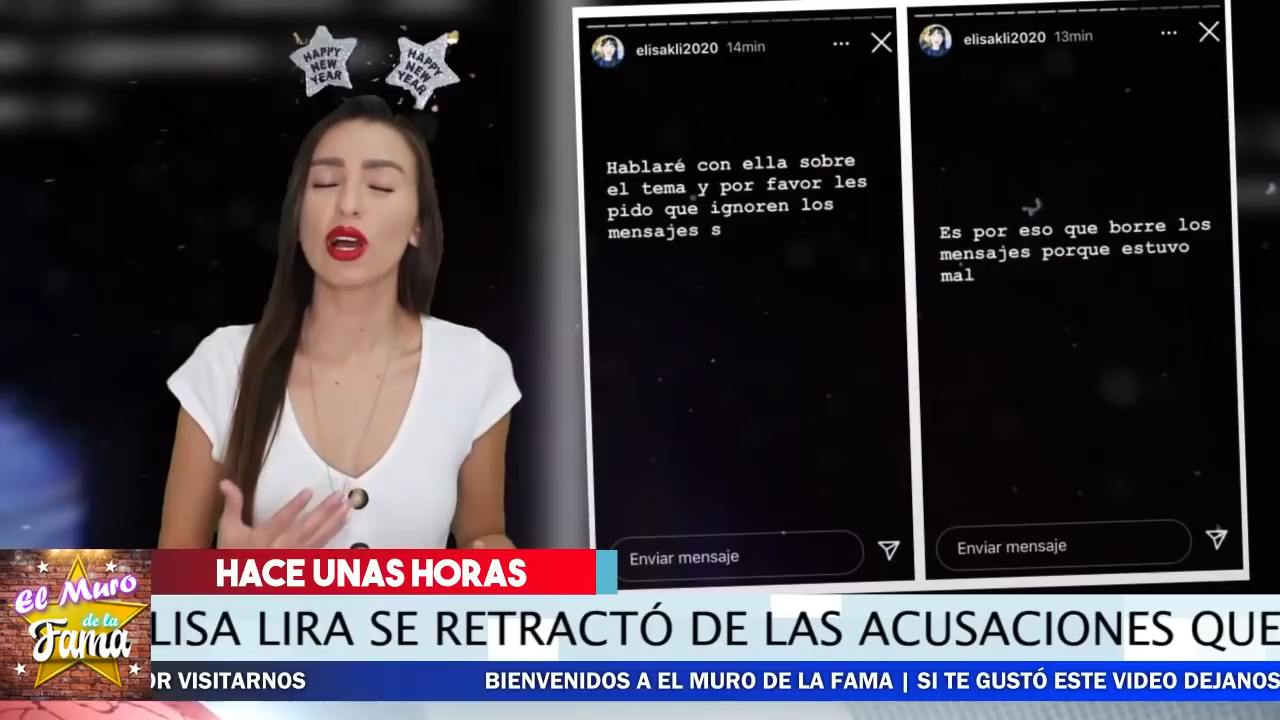 HAPPY
NEW
YEAR
HAPPY
NEW
YEAR
elisakli2020 14min
Hablaré con ella sobre
el tema y por favor les
pido que ignoren los
mensajes s
Enviar mensaje
elisakli2020 13min
Es por eso que borre los
mensajes porque estuvo
mal
Enviar mensaje
HACE UNAS HORAS
El Muro
de la
Fama
LISA LIRA SE RETRACTÓ DE LAS ACUSACIONES QUE
OR VISITARNOS BIENVENIDOS A EL MURO DE LA FAMA | SI TE GUSTÓ ESTE VIDEO DEJANOS